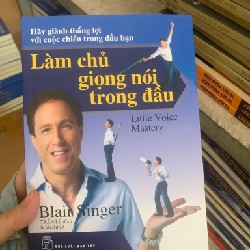 Hãy giành thắng lợi
với cuộc chiến trong đầu bạn
Làm chủ
giọng nói
trong đầu
Little Voice
Mastery
Blair Singer